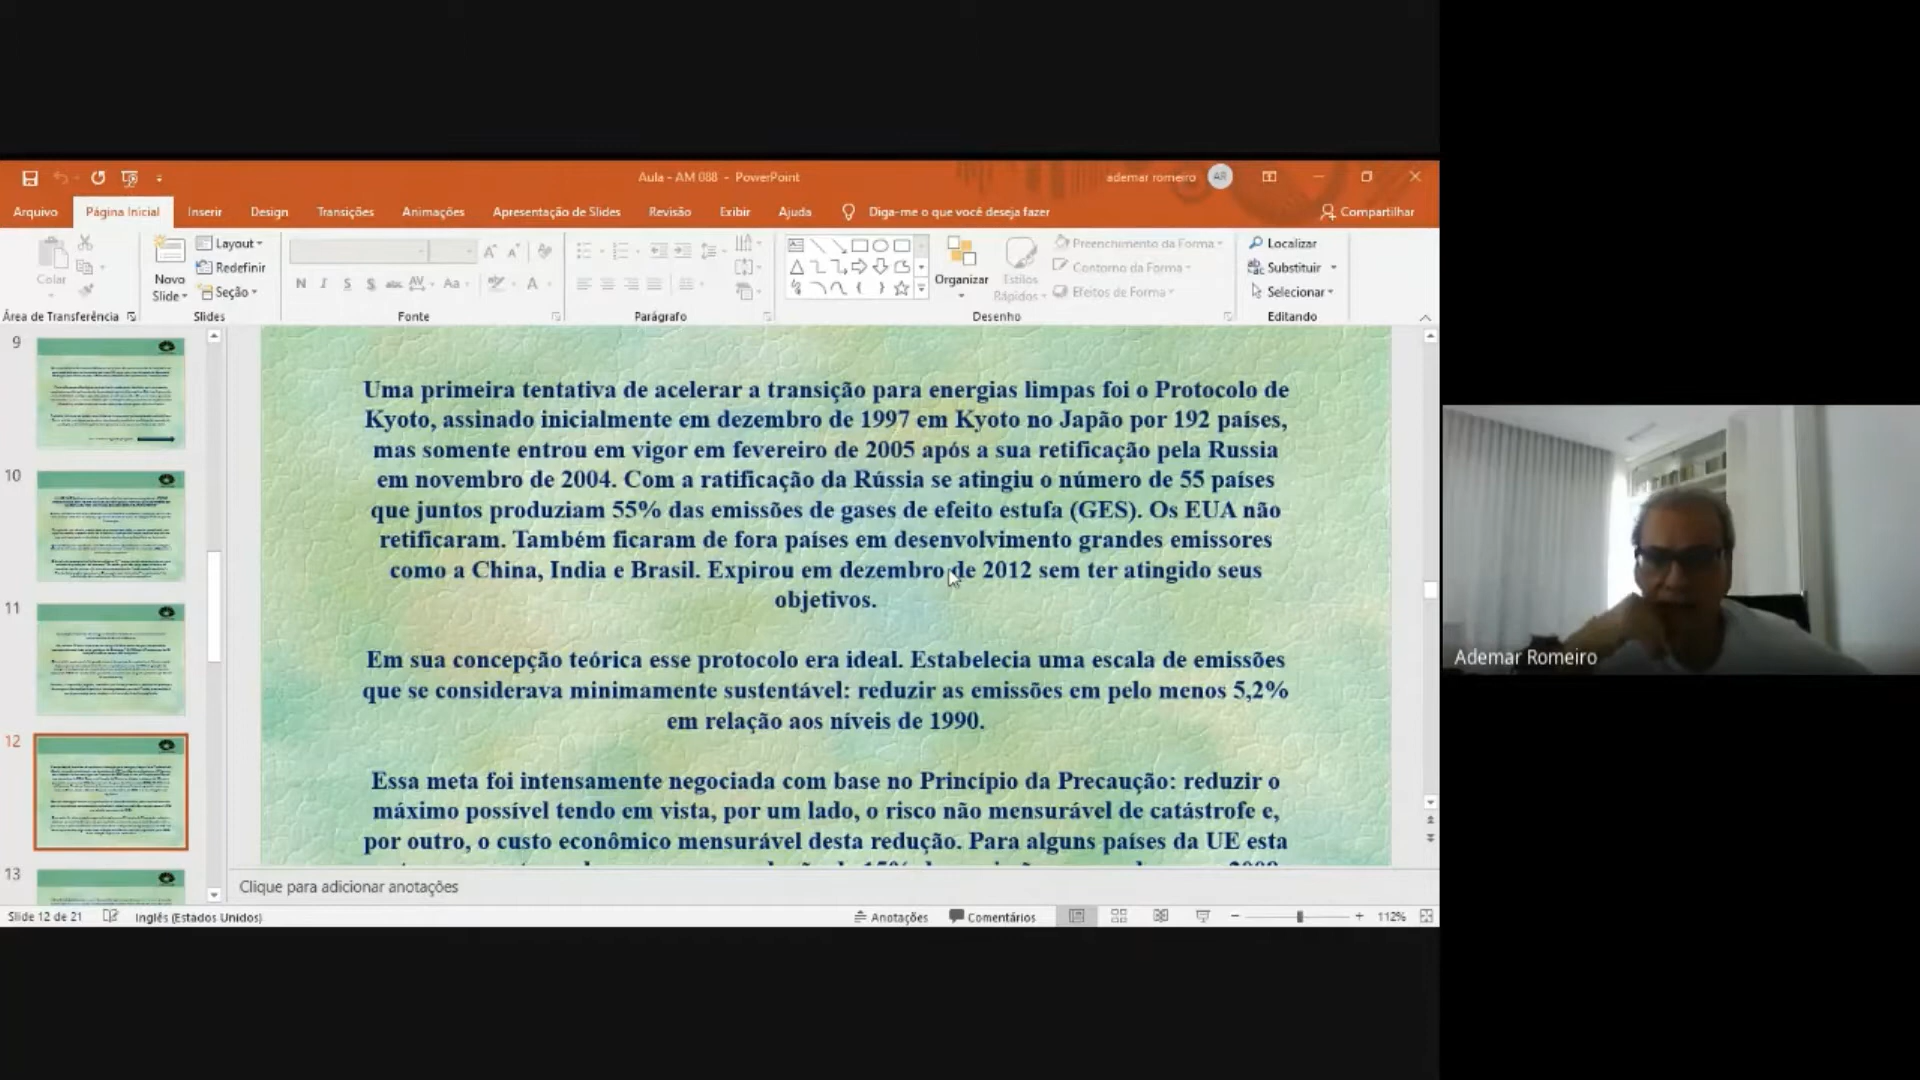 Aula - AM 088 - PowerPoint
ademar romeiro
AR
Arquivo
Página Inicial
Inserir
Design
Transições
Animações
Apresentação de Slides
Revisão
Exibir
Ajuda
Diga-me o que você deseja fazer
Compartilhar
Colar
Novo
Slide
Layout
Redefinir
Seção
N I S S abc AV Aa A
Organizar
Estilos
Rápidos
Preenchimento da Forma
Contorno da Forma
Efeitos de Forma
Localizar
Substituir
Selecionar
Área de Transferência
Slides
Fonte
Parágrafo
Desenho
Editando
9
10
11
12
13
Uma primeira tentativa de acelerar a transição para energias limpas foi o Protocolo de
Kyoto, assinado inicialmente em dezembro de 1997 em Kyoto no Japão por 192 países,
mas somente entrou em vigor em fevereiro de 2005 após a sua retificação pela Russia
em novembro de 2004. Com a ratificação da Rússia se atingiu o número de 55 países
que juntos produziam 55% das emissões de gases de efeito estufa (GES). Os EUA não
retificaram. Também ficaram de fora países em desenvolvimento grandes emissores
como a China, India e Brasil. Expirou em dezembro de 2012 sem ter atingido seus
objetivos.
Em sua concepção teórica esse protocolo era ideal. Estabelecia uma escala de emissões
que se considerava minimamente sustentável: reduzir as emissões em pelo menos 5,2%
em relação aos níveis de 1990.
Essa meta foi intensamente negociada com base no Princípio da Precaução: reduzir o
máximo possível tendo em vista, por um lado, o risco não mensurável de catástrofe e,
por outro, o custo econômico mensurável desta redução. Para alguns países da UE esta
Clique para adicionar anotações
Slide 12 de 21
Inglês (Estados Unidos)
Anotações
Comentários
112%
Ademar Romeiro